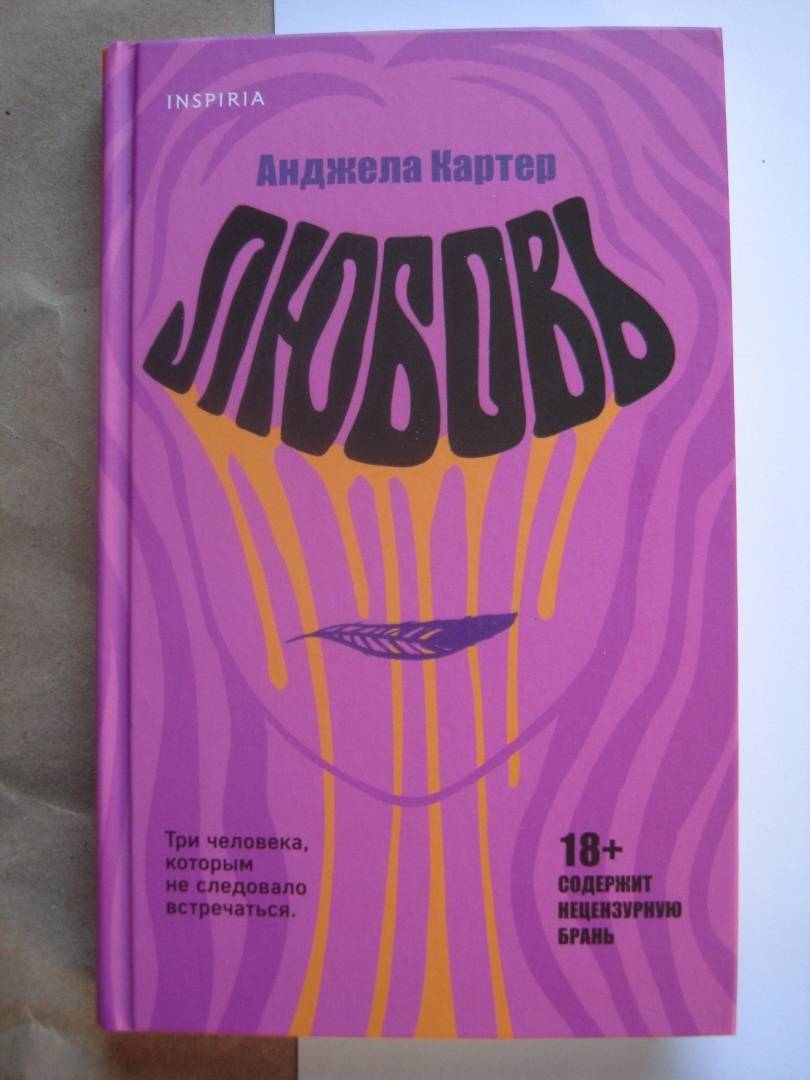 INSPIRIA
Анджела Картер
ЛЮБОВЬ
Три человека,
которым
не следовало
встречаться.
18+
СОДЕРЖИТ
НЕЦЕНЗУРНУЮ
БРАНЬ